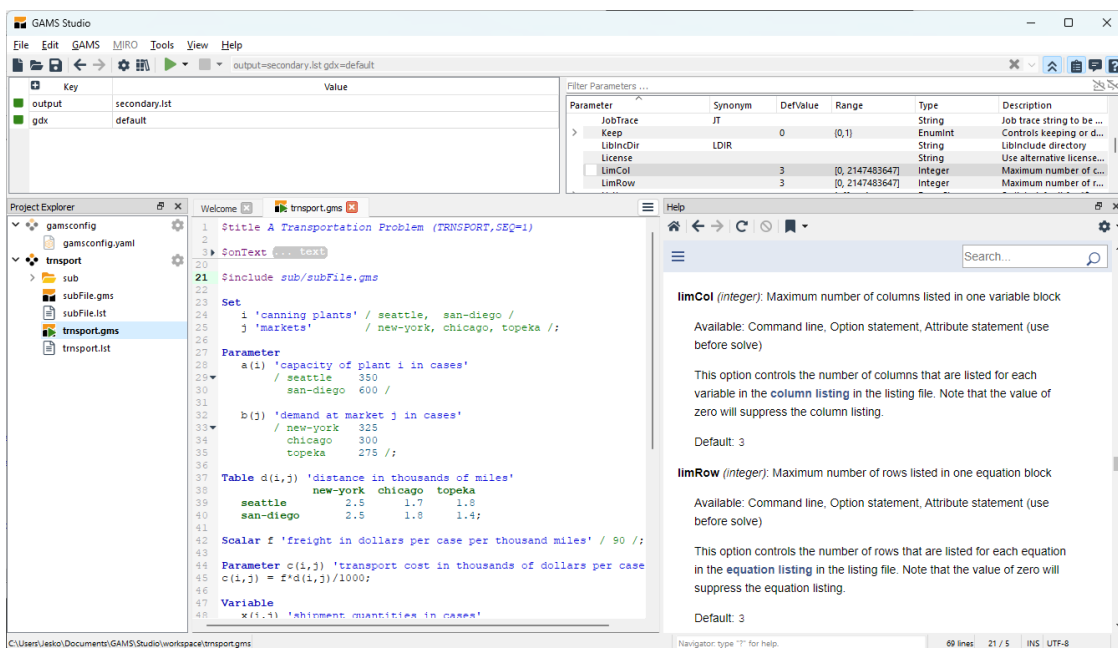 GAMS Studio
File Edit GAMS MIRO Tools View Help
output=secondary.lst gdx=default
Key Value
output secondary.lst
gdx default
Filter Parameters ...
Parameter Synonym DefValue Range Type Description
JobTrace JT String Job trace string to be ...
Keep 0 {0,1} EnumInt Controls keeping or d...
LibIncDir LDIR String LibInclude directory
License String Use alternative license...
LimCol 3 [0, 2147483647] Integer Maximum number of c...
LimRow 3 [0, 2147483647] Integer Maximum number of r...
Project Explorer
gamsconfig
gamsconfig.yaml
trnsport
sub
subFile.gms
subFile.lst
trnsport.gms
trnsport.lst
Welcome trnsport.gms
1 $title A Transportation Problem (TRNSPORT,SEQ=1)
2
3 $onText ... text
20
21 $include sub/subFile.gms
22
23 Set
24 i 'canning plants' / seattle, san-diego /
25 j 'markets' / new-york, chicago, topeka /;
26
27 Parameter
28 a(i) 'capacity of plant i in cases'
29 / seattle 350
30 san-diego 600 /
31
32 b(j) 'demand at market j in cases'
33 / new-york 325
34 chicago 300
35 topeka 275 /;
36
37 Table d(i,j) 'distance in thousands of miles'
38 new-york chicago topeka
39 seattle 2.5 1.7 1.8
40 san-diego 2.5 1.8 1.4;
41
42 Scalar f 'freight in dollars per case per thousand miles' / 90 /;
43
44 Parameter c(i,j) 'transport cost in thousands of dollars per case
45 c(i,j) = f*d(i,j)/1000;
46
47 Variable
48 x(i,j) 'shipment quantities in cases'
Help
Search...
limCol (integer): Maximum number of columns listed in one variable block
Available: Command line, Option statement, Attribute statement (use
before solve)
This option controls the number of columns that are listed for each
variable in the column listing in the listing file. Note that the value of
zero will suppress the column listing.
Default: 3
limRow (integer): Maximum number of rows listed in one equation block
Available: Command line, Option statement, Attribute statement (use
before solve)
This option controls the number of rows that are listed for each equation
in the equation listing in the listing file. Note that the value of zero will
suppress the equation listing.
Default: 3
C:\Users\Jesko\Documents\GAMS\Studio\workspace\trnsport.gms
Navigator: type "?" for help.
69 lines 21 / 5 INS UTF-8